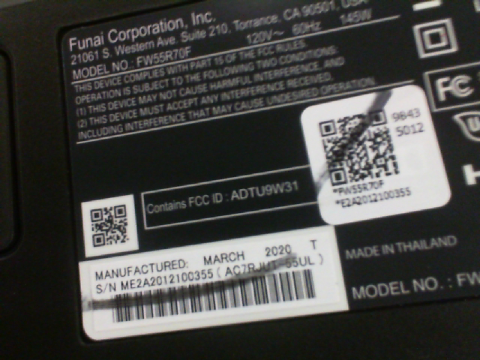 Funai Corporation, Inc.
21061 S. Western Ave. Suite 210, Torrance, CA 90501, USA
MODEL NO : FW55R70F 120V~ 60Hz 145W
THIS DEVICE COMPLIES WITH PART 15 OF THE FCC RULES.
OPERATION IS SUBJECT TO THE FOLLOWING TWO CONDITIONS:
(1) THIS DEVICE MAY NOT CAUSE HARMFUL INTERFERENCE, AND
(2) THIS DEVICE MUST ACCEPT ANY INTERFERENCE RECEIVED,
INCLUDING INTERFERENCE THAT MAY CAUSE UNDESIRED OPERATION.
FC
9643
5012
*FW55R70F
*E2A2012100355
Contains FCC ID : ADTU9W31
MANUFACTURED: MARCH 2020 T
S/N ME2A2012100355 ( AC7RJUT-55UL )
MADE IN THAILAND
MODEL NO. : FW